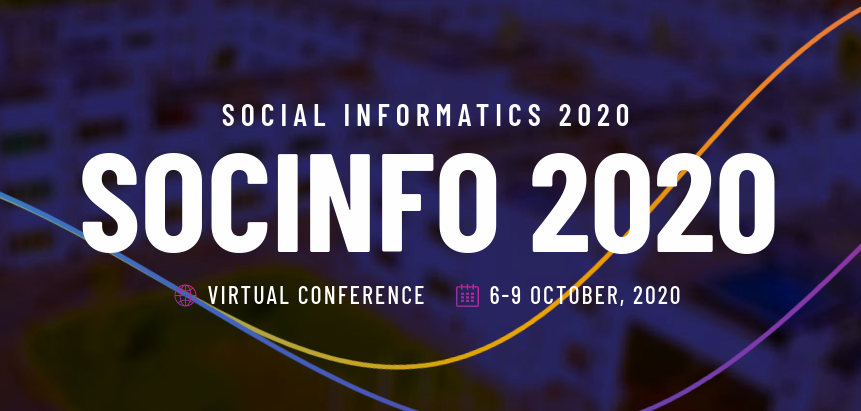 SOCIAL INFORMATICS 2020
SOCINFO 2020
VIRTUAL CONFERENCE 6-9 OCTOBER, 2020